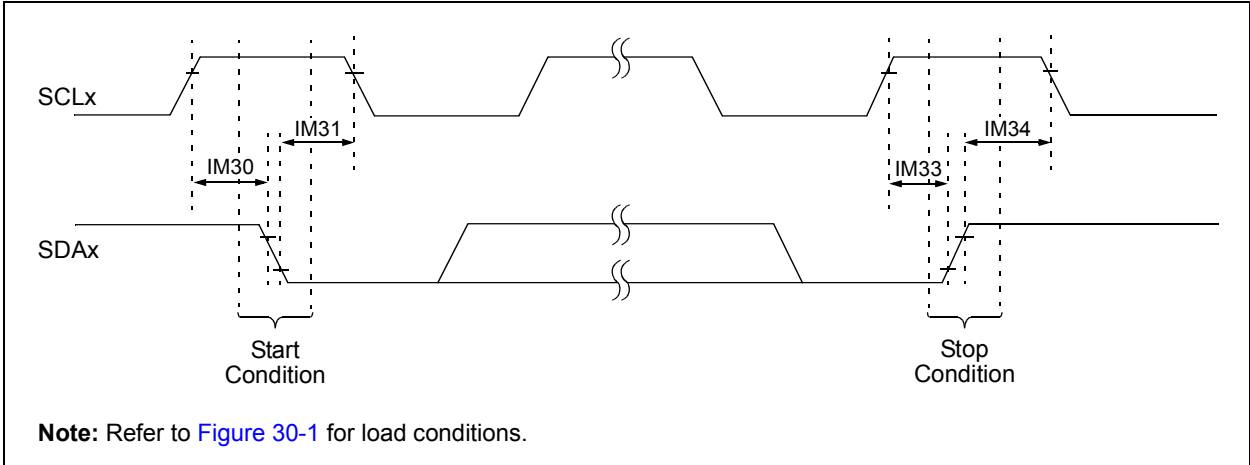 SCLx
IM31
IM34
IM30
IM33
SDAx
Start
Condition
Stop
Condition
Note: Refer to Figure 30-1 for load conditions.